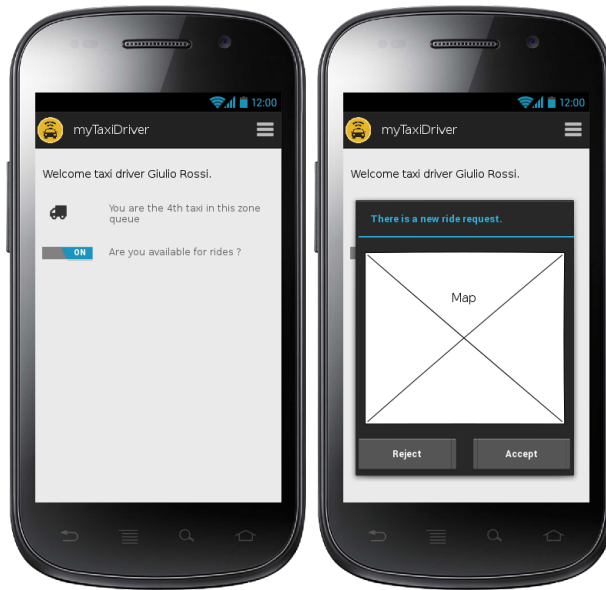 12:00
myTaxiDriver
Welcome taxi driver Giulio Rossi.
You are the 4th taxi in this zone
queue
ON
Are you available for rides ?
12:00
myTaxiDriver
Welcome taxi driver Giulio Rossi.
There is a new ride request.
Map
Reject
Accept